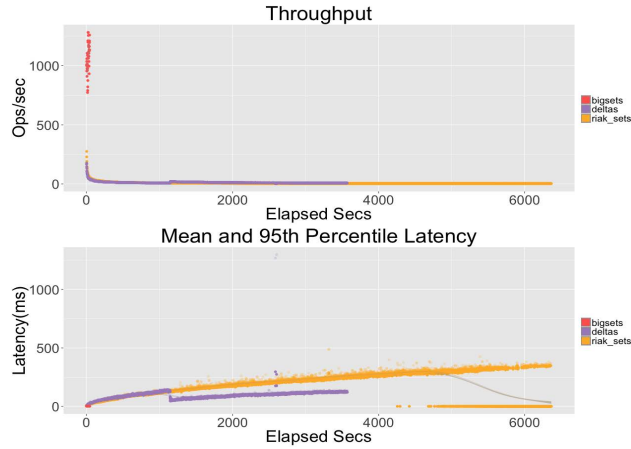 Throughput
1000
500
0
Ops/sec
0
2000
4000
6000
Elapsed Secs
bigsets
deltas
riak_sets
Mean and 95th Percentile Latency
1000
500
0
Latency(ms)
0
2000
4000
6000
Elapsed Secs
bigsets
deltas
riak_sets